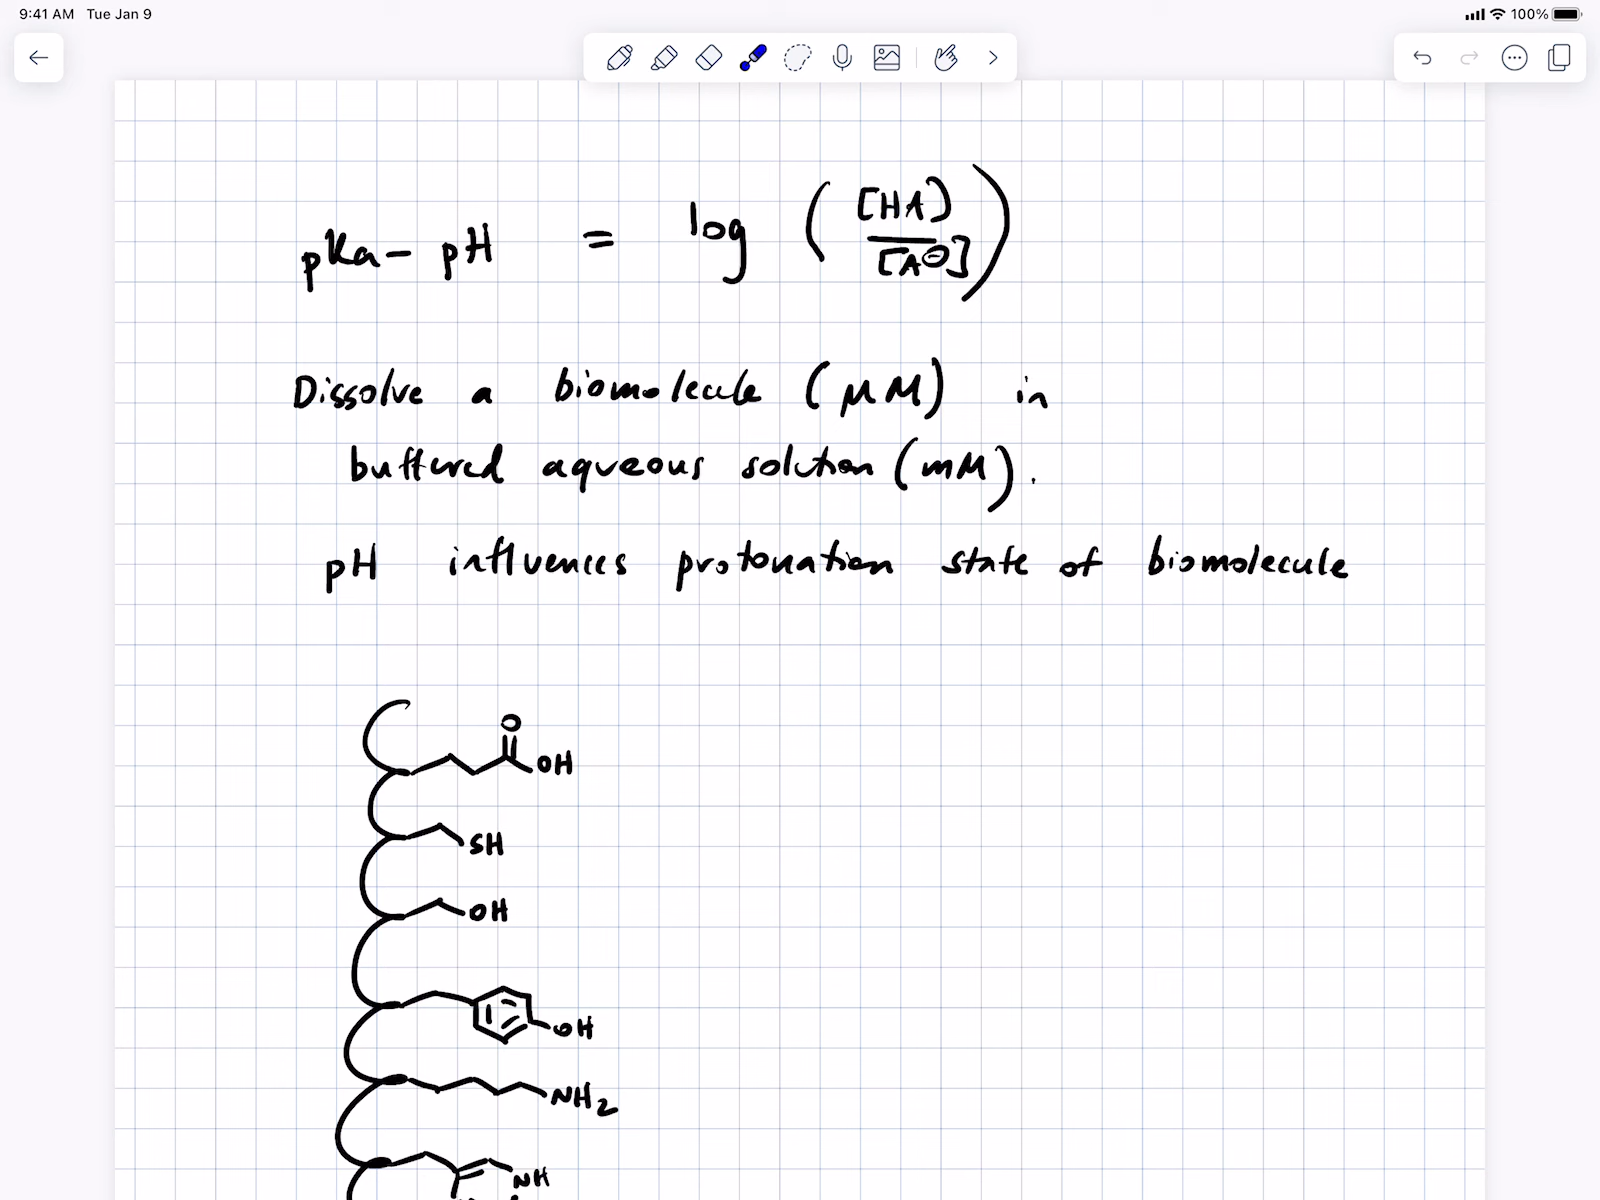 9:41 AM Tue Jan 9 100%
pKa - pH = log ([HA] / [A⊖])
Dissolve a biomolecule (μM) in
buffered aqueous solution (mM).
pH influences protonation state of biomolecule
O
OH
SH
OH
OH
NH2
NH